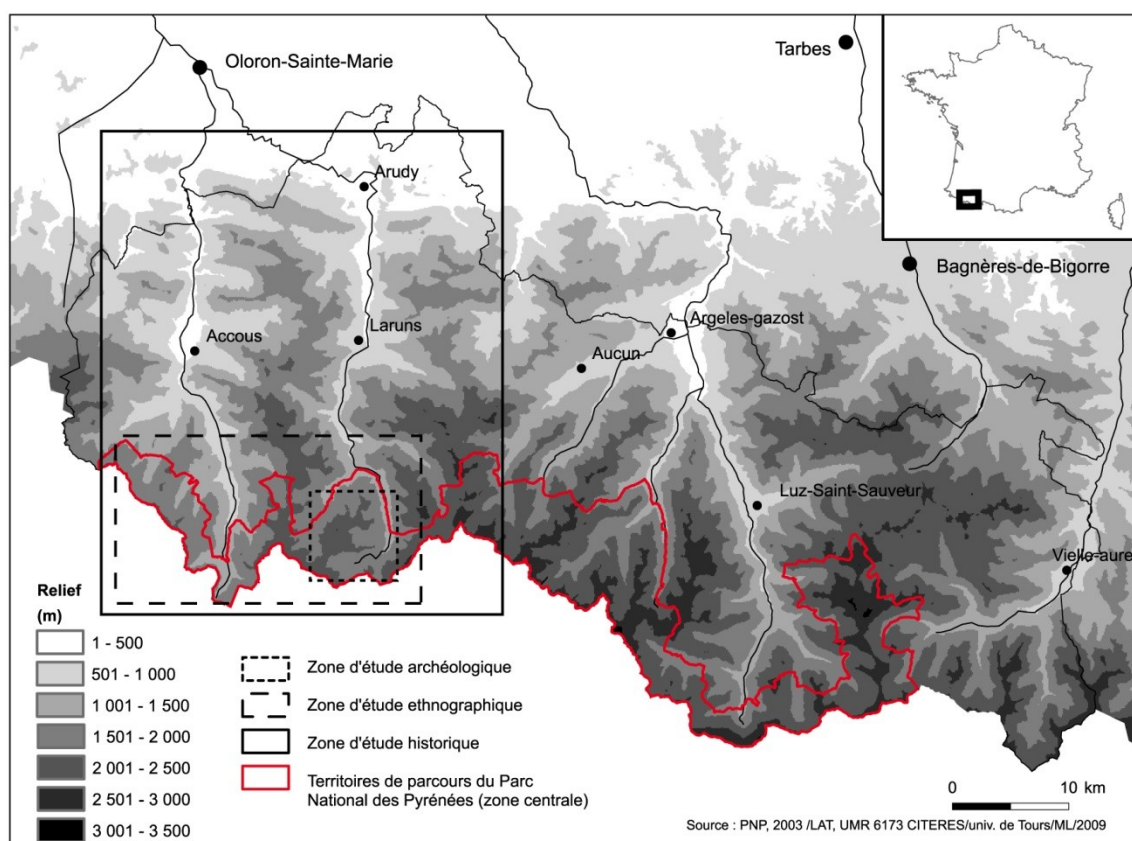 Oloron-Sainte-Marie
Tarbes
Arudy
Bagnères-de-Bigorre
Argeles-gazost
Laruns
Accous
Aucun
Luz-Saint-Sauveur
Vielle-aure
Relief
(m)
1 - 500
501 - 1 000
1 001 - 1 500
1 501 - 2 000
2 001 - 2 500
2 501 - 3 000
3 001 - 3 500
Zone d'étude archéologique
Zone d'étude ethnographique
Zone d'étude historique
Territoires de parcours du Parc
National des Pyrénées (zone centrale)
0 10 km
Source : PNP, 2003 /LAT, UMR 6173 CITERES/univ. de Tours/ML/2009